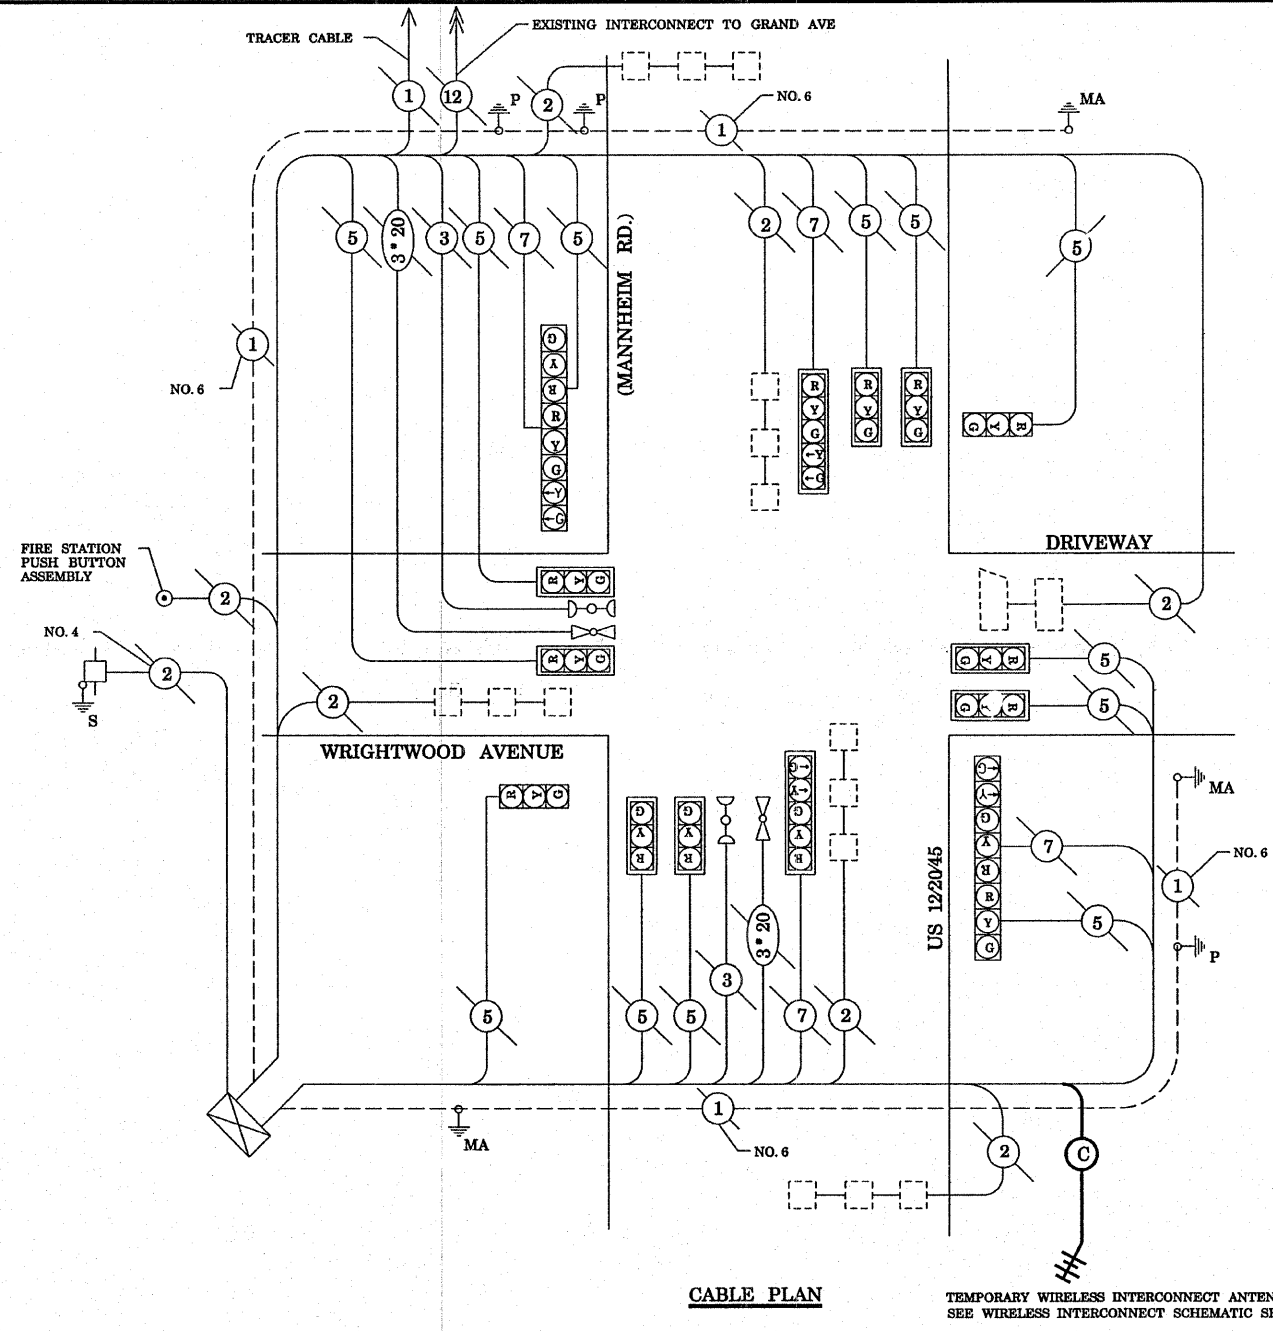 TRACER CABLE
EXISTING INTERCONNECT TO GRAND AVE
1
12
2
P
P
NO. 6
1
MA
5
3 * 20
3
5
7
5
(MANNHEIM RD.)
2
7
5
5
5
1
NO. 6
G
Y
R
R
Y
G
←Y
←G
R
Y
G
←Y
←G
R
Y
G
R
Y
G
G Y R
DRIVEWAY
FIRE STATION
PUSH BUTTON
ASSEMBLY
2
R Y G
2
NO. 4
2
S
R Y G
G Y R
5
2
G Y R
5
WRIGHTWOOD AVENUE
R Y G
G
Y
R
G
Y
R
G
Y
G
Y
R
G
Y
G
Y
R
R
Y
G
7
MA
NO. 6
1
5
P
US 12/20/45
3 * 20
3
5
5
5
7
2
MA
1
NO. 6
2
C
CABLE PLAN
TEMPORARY WIRELESS INTERCONNECT
SEE WIRELESS INTERCONNECT SCHEMATIC